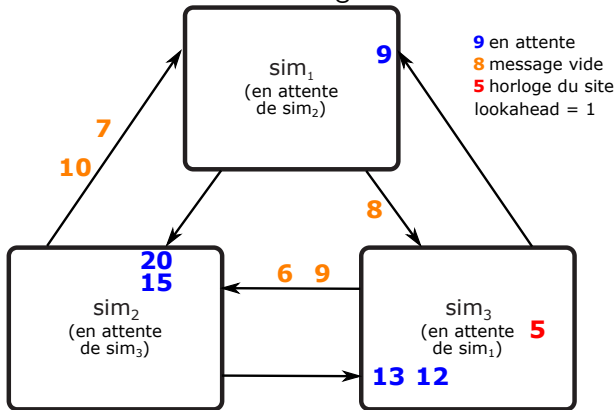 sim₁
(en attente
de sim₂)
9
9 en attente
8 message vide
5 horloge du site
lookahead = 1
7
10
8
20
15
sim₂
(en attente
de sim₃)
6 9
sim₃
(en attente
de sim₁)
5
13 12